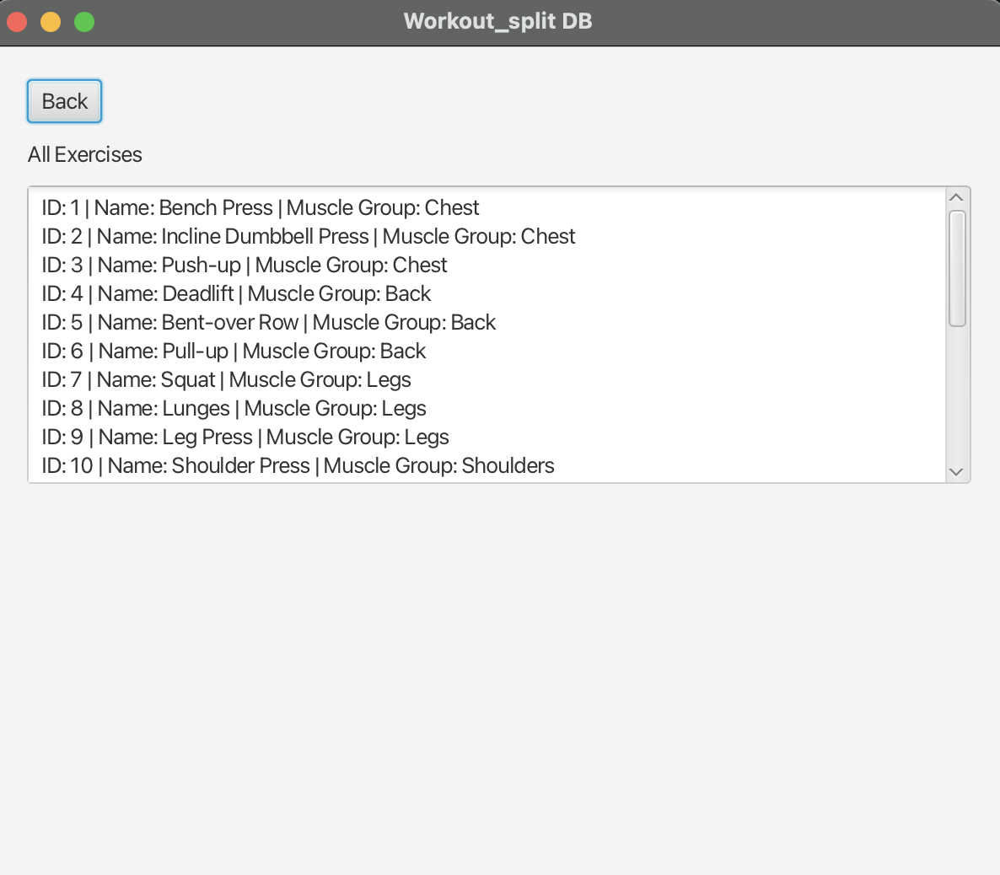 Workout_split DB
Back
All Exercises
ID: 1 | Name: Bench Press | Muscle Group: Chest
ID: 2 | Name: Incline Dumbbell Press | Muscle Group: Chest
ID: 3 | Name: Push-up | Muscle Group: Chest
ID: 4 | Name: Deadlift | Muscle Group: Back
ID: 5 | Name: Bent-over Row | Muscle Group: Back
ID: 6 | Name: Pull-up | Muscle Group: Back
ID: 7 | Name: Squat | Muscle Group: Legs
ID: 8 | Name: Lunges | Muscle Group: Legs
ID: 9 | Name: Leg Press | Muscle Group: Legs
ID: 10 | Name: Shoulder Press | Muscle Group: Shoulders